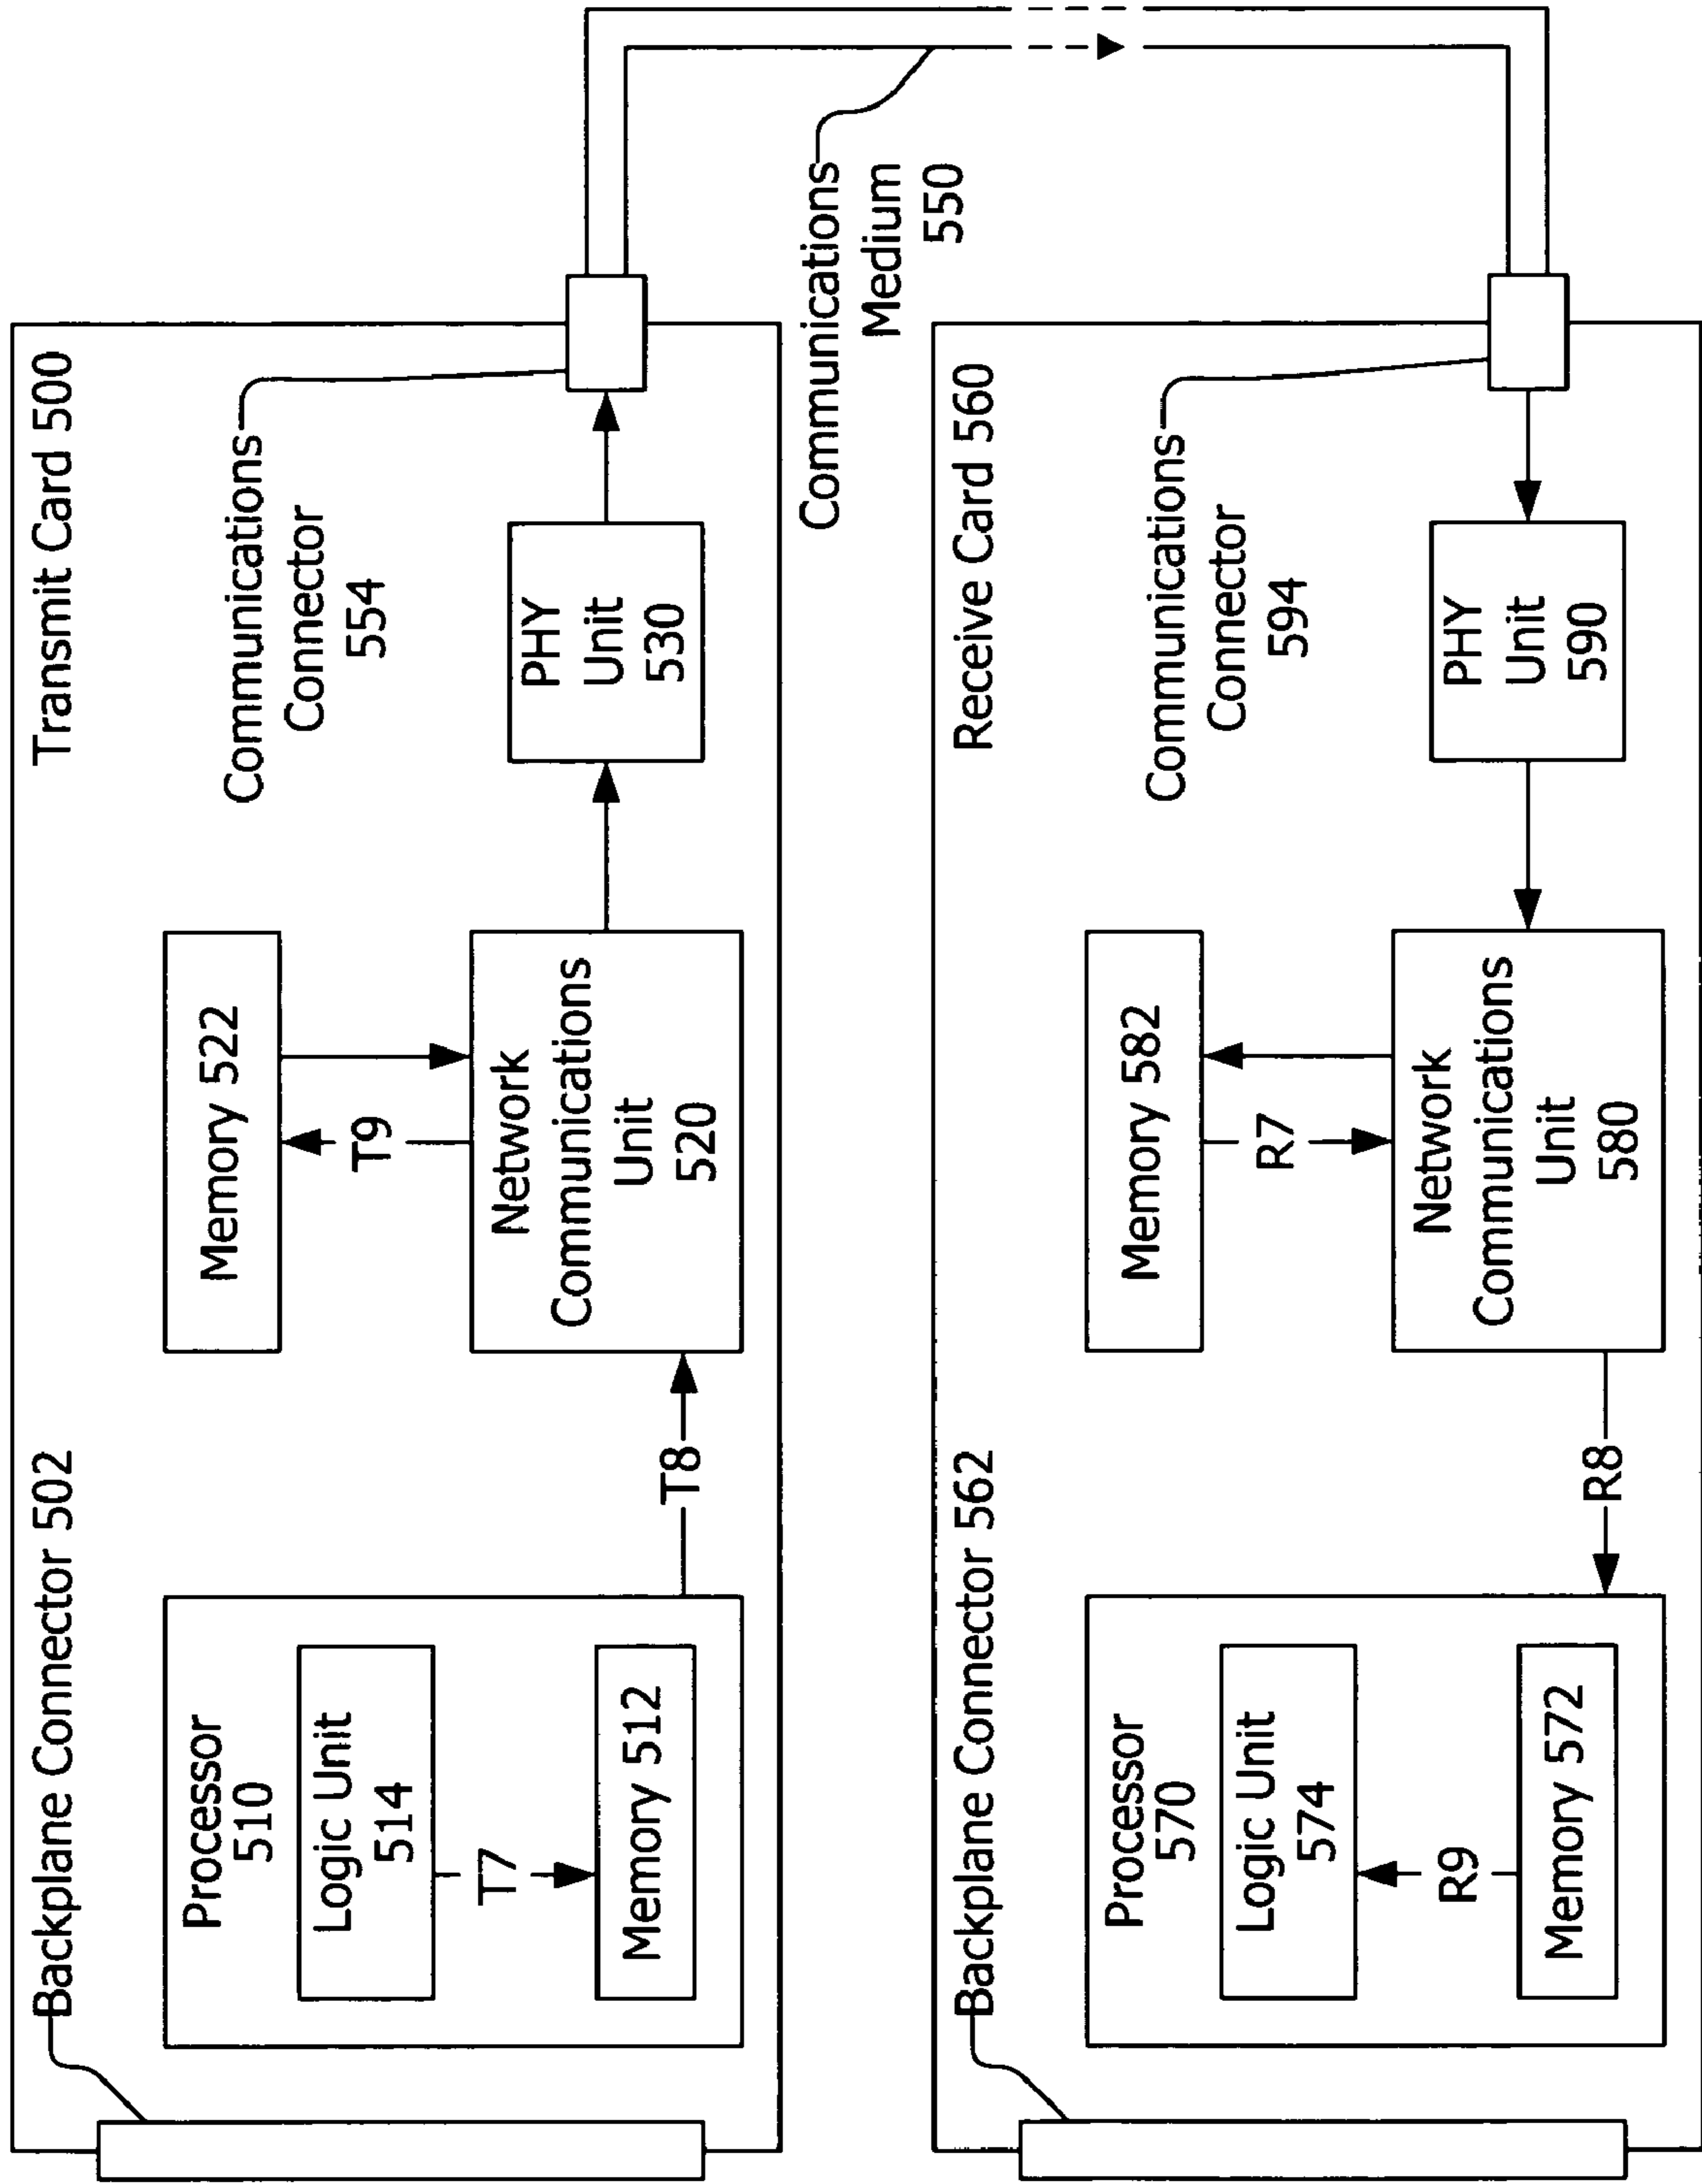 Transmit Card 500
Backplane Connector 502
Processor
510
Logic Unit
514
T7
Memory 512
T8
Memory 522
T9
Network
Communications
Unit
520
Communications
Connector
554
PHY
Unit
530
Communications
Medium
550
Receive Card 560
Backplane Connector 562
Processor
570
Logic Unit
574
R9
Memory 572
R8
Memory 582
R7
Network
Communications
Unit
580
Communications
Connector
594
PHY
Unit
590